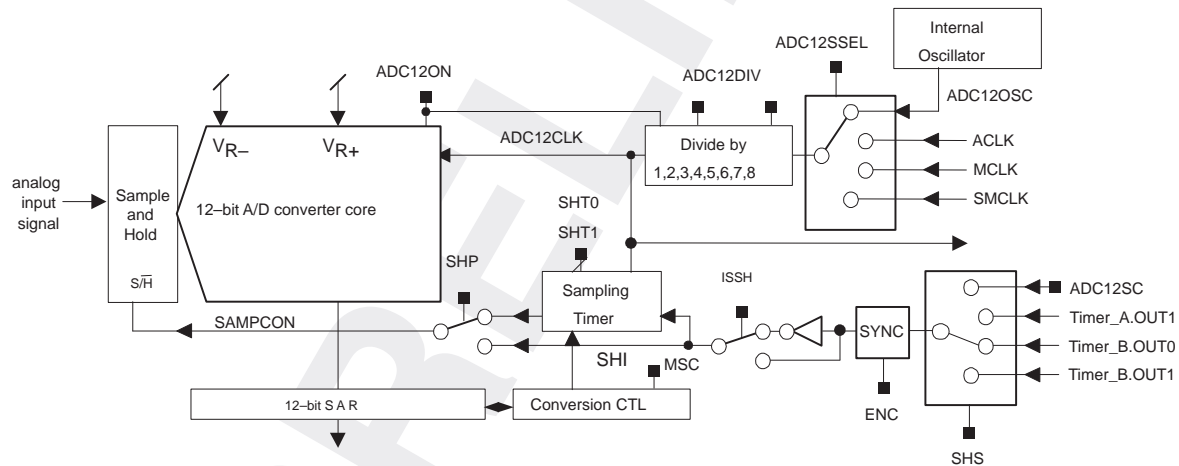 Internal
Oscillator
ADC12SSEL
ADC12ON
ADC12DIV
ADC12OSC
VR–
VR+
ADC12CLK
Divide by
1,2,3,4,5,6,7,8
ACLK
MCLK
SMCLK
analog
input
signal
Sample
and
Hold
S/H
12–bit A/D converter core
SHT0
SHT1
SHP
Sampling
Timer
ISSH
ADC12SC
Timer_A.OUT1
Timer_B.OUT0
Timer_B.OUT1
SAMPCON
SYNC
SHI
MSC
12–bit S A R
Conversion CTL
ENC
SHS